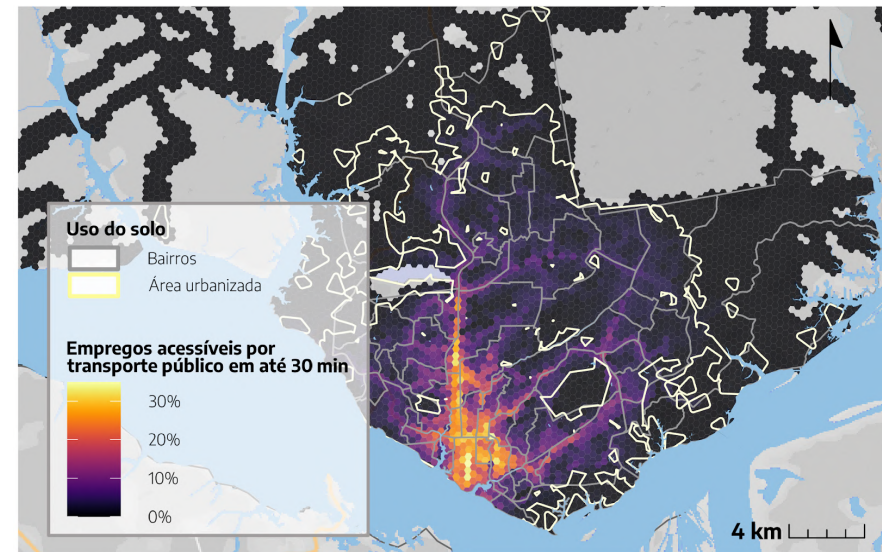 Uso do solo
Bairros
Área urbanizada
Empregos acessíveis por
transporte público em até 30 min
30%
20%
10%
0%
4 km